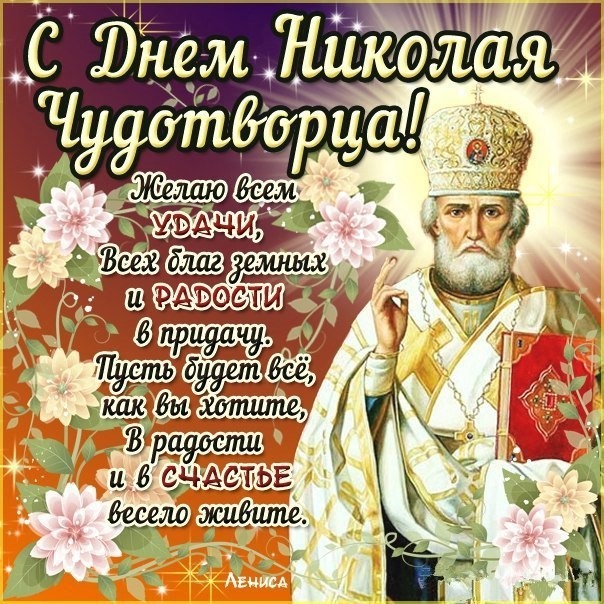 С Днем Николая
Чудотворца!
Желаю всем
УДАЧИ,
Всех благ земных
и РАДОСТИ
в придачу.
Пусть будет всё,
как вы хотите,
В радости
и в СЧАСТЬЕ
весело живите.
Лениса